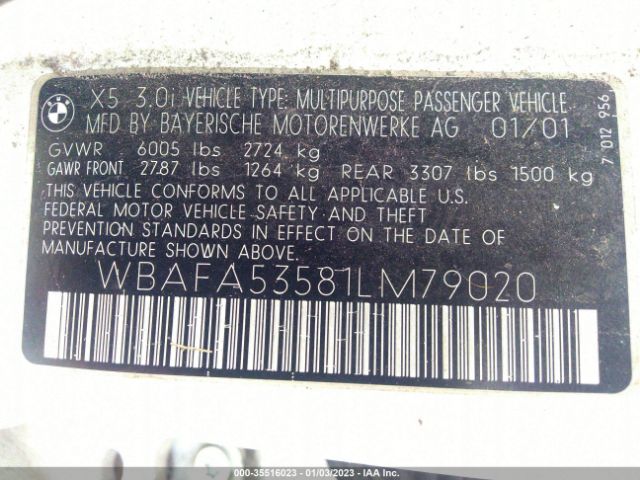 BMW
X5 3.0i VEHICLE TYPE: MULTIPURPOSE PASSENGER VEHICLE
MFD BY BAYERISCHE MOTORENWERKE AG 01/01
GVWR 6005 lbs 2724 kg
GAWR FRONT 2787 lbs 1264 kg REAR 3307 lbs 1500 kg
THIS VEHICLE CONFORMS TO ALL APPLICABLE U.S.
FEDERAL MOTOR VEHICLE SAFETY AND THEFT
PREVENTION STANDARDS IN EFFECT ON THE DATE OF
MANUFACTURE SHOWN ABOVE.
WBAFA53581LM79020
7 012 956
000-35516023 - 01/03/2023 - IAA Inc.